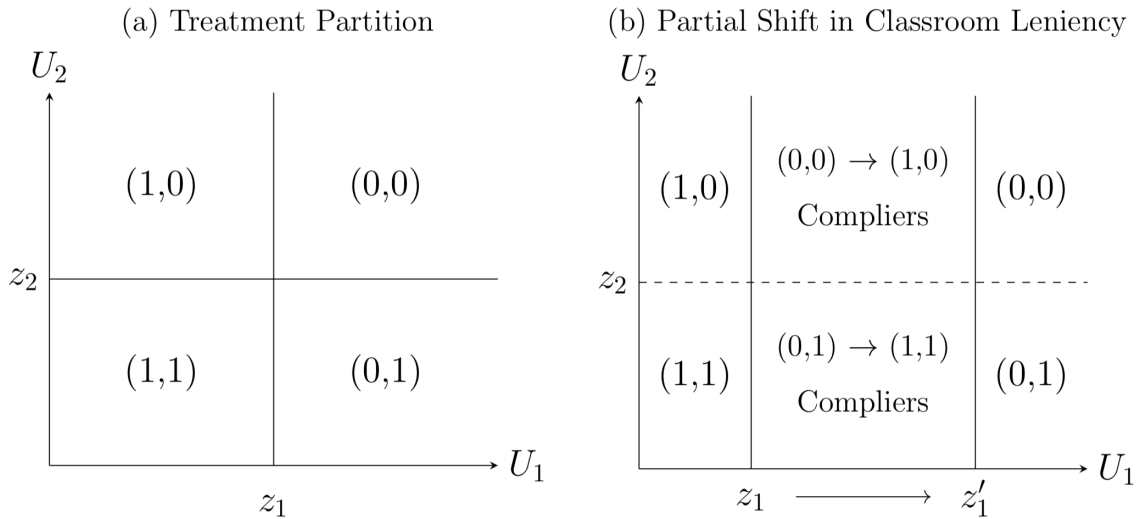 (a) Treatment Partition
U₂
(1,0)
(0,0)
z₂
(1,1)
(0,1)
U₁
z₁
(b) Partial Shift in Classroom Leniency
U₂
(0,0) → (1,0)
(1,0)
(0,0)
Compliers
z₂
(0,1) → (1,1)
(1,1)
(0,1)
Compliers
U₁
z₁ ⟶ z₁′